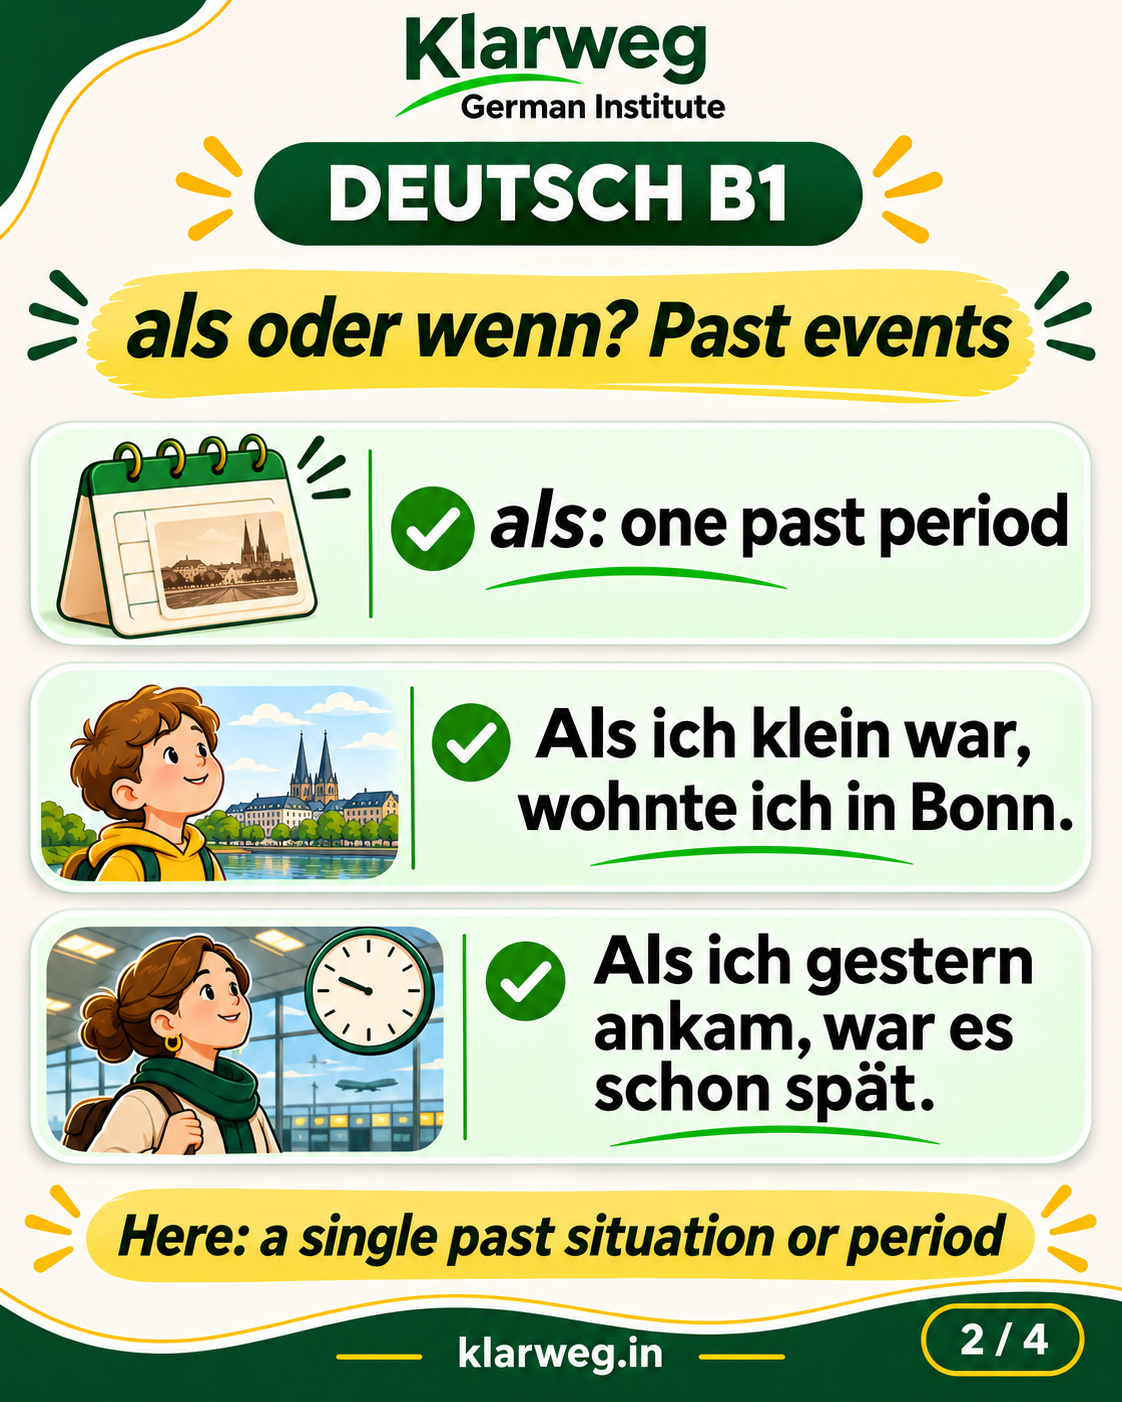 Klarweg
German Institute
DEUTSCH B1
als oder wenn? Past events
als: one past period
Als ich klein war,
wohnte ich in Bonn.
Als ich gestern
ankam, war es
schon spät.
Here: a single past situation or period
klarweg.in
2 / 4